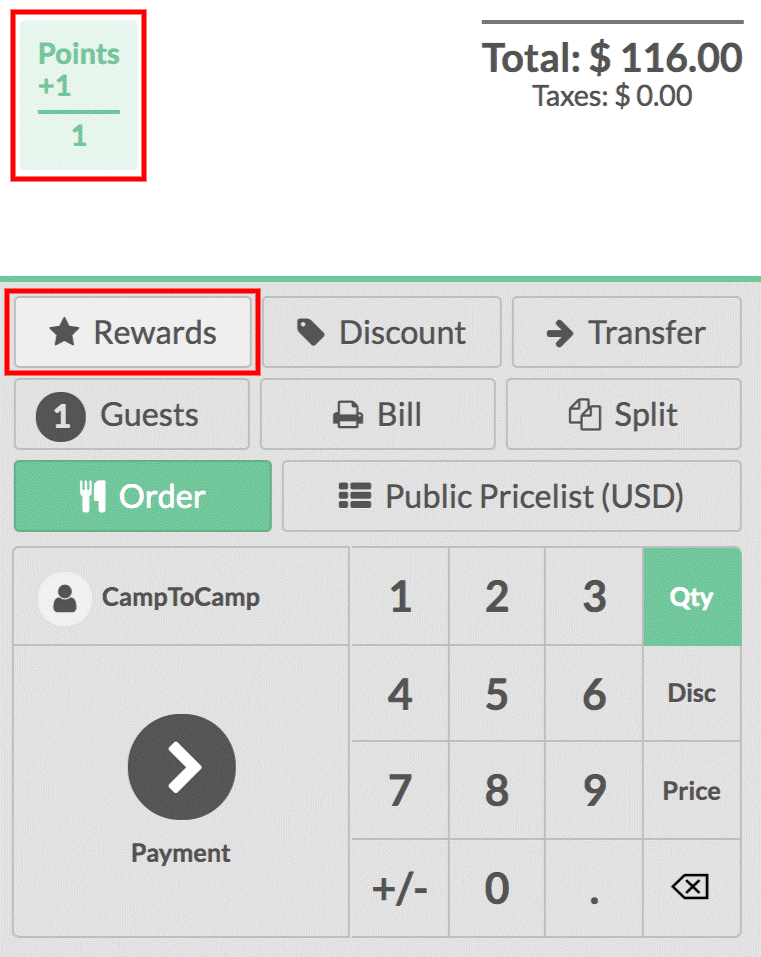 Points
+1
1
Total: $ 116.00
Taxes: $ 0.00
Rewards
Discount
Transfer
1 Guests
Bill
Split
Order
Public Pricelist (USD)
CampToCamp
1 2 3 Qty
4 5 6 Disc
7 8 9 Price
+/- 0 .
Payment